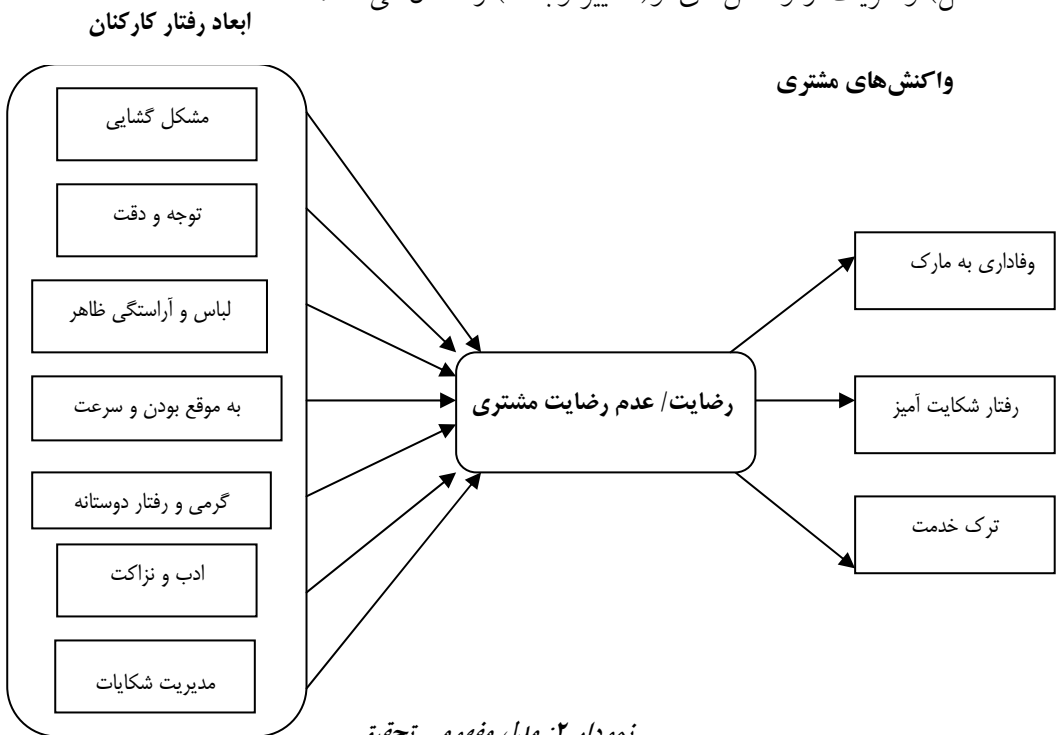 ابعاد رفتار کارکنان
واکنش‌های مشتری
مشکل گشایی
توجه و دقت
لباس و آراستگی ظاهر
به موقع بودن و سرعت
گرمی و رفتار دوستانه
ادب و نزاکت
مدیریت شکایات
رضایت/ عدم رضایت مشتری
وفاداری به مارک
رفتار شکایت آمیز
ترک خدمت
نمودار ۲: مدل مفهومی تحقیق